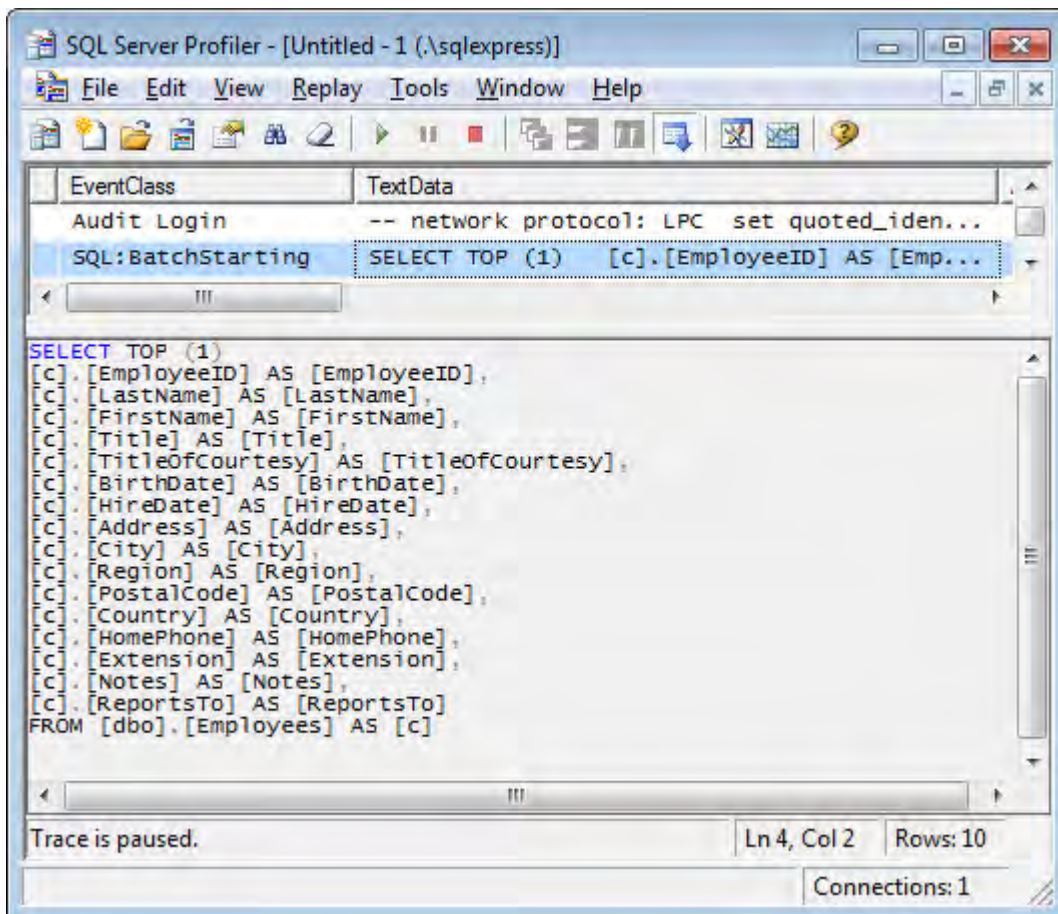 SQL Server Profiler - [Untitled - 1 (.\sqlexpress)]
File Edit View Replay Tools Window Help
EventClass TextData
Audit Login -- network protocol: LPC set quoted_iden...
SQL:BatchStarting SELECT TOP (1) [c].[EmployeeID] AS [Emp...
SELECT TOP (1)
[c].[EmployeeID] AS [EmployeeID],
[c].[LastName] AS [LastName],
[c].[FirstName] AS [FirstName],
[c].[Title] AS [Title],
[c].[TitleOfCourtesy] AS [TitleOfCourtesy],
[c].[BirthDate] AS [BirthDate],
[c].[HireDate] AS [HireDate],
[c].[Address] AS [Address],
[c].[City] AS [City],
[c].[Region] AS [Region],
[c].[PostalCode] AS [PostalCode],
[c].[Country] AS [Country],
[c].[HomePhone] AS [HomePhone],
[c].[Extension] AS [Extension],
[c].[Notes] AS [Notes],
[c].[ReportsTo] AS [ReportsTo]
FROM [dbo].[Employees] AS [c]
Trace is paused. Ln 4, Col 2 Rows: 10
Connections: 1